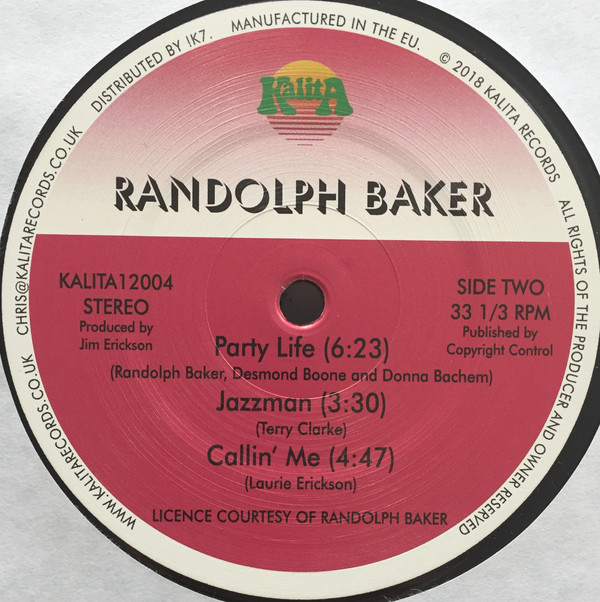 WWW.KALITARECORDS.CO.UK CHRIS@KALITARECORDS.CO.UK DISTRIBUTED BY !K7. MANUFACTURED IN THE EU. © 2018 KALITA RECORDS ALL RIGHTS OF THE PRODUCER AND OWNER RESERVED
KalitA
RANDOLPH BAKER
KALITA12004
STEREO
Produced by
Jim Erickson
SIDE TWO
33 1/3 RPM
Published by
Copyright Control
Party Life (6:23)
(Randolph Baker, Desmond Boone and Donna Bachem)
Jazzman (3:30)
(Terry Clarke)
Callin' Me (4:47)
(Laurie Erickson)
LICENCE COURTESY OF RANDOLPH BAKER